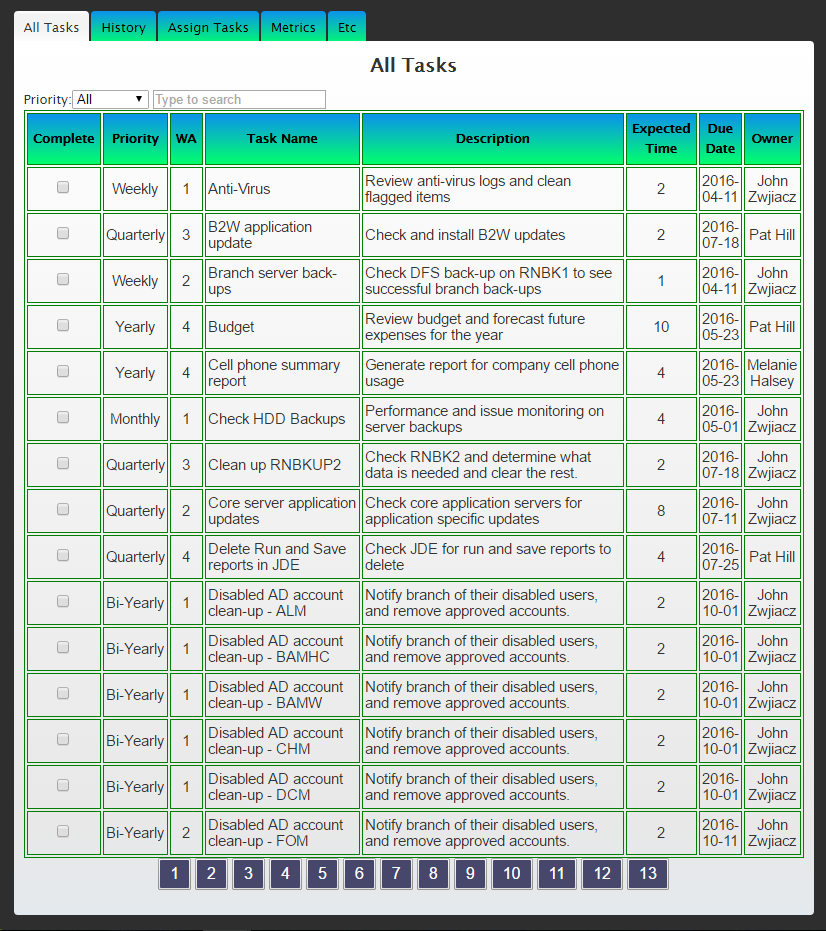 All Tasks History Assign Tasks Metrics Etc
All Tasks
Priority: All Type to search
Complete Priority WA Task Name Description Expected Time Due Date Owner
Weekly 1 Anti-Virus Review anti-virus logs and clean flagged items 2 2016-04-11 John Zwjiacz
Quarterly 3 B2W application update Check and install B2W updates 2 2016-07-18 Pat Hill
Weekly 2 Branch server back-ups Check DFS back-up on RNBK1 to see successful branch back-ups 1 2016-04-11 John Zwjiacz
Yearly 4 Budget Review budget and forecast future expenses for the year 10 2016-05-23 Pat Hill
Yearly 4 Cell phone summary report Generate report for company cell phone usage 4 2016-05-23 Melanie Halsey
Monthly 1 Check HDD Backups Performance and issue monitoring on server backups 4 2016-05-01 John Zwjiacz
Quarterly 3 Clean up RNBKUP2 Check RNBK2 and determine what data is needed and clear the rest. 2 2016-07-18 John Zwjiacz
Quarterly 2 Core server application updates Check core application servers for application specific updates 8 2016-07-11 John Zwjiacz
Quarterly 4 Delete Run and Save reports in JDE Check JDE for run and save reports to delete 4 2016-07-25 Pat Hill
Bi-Yearly 1 Disabled AD account clean-up - ALM Notify branch of their disabled users, and remove approved accounts. 2 2016-10-01 John Zwjiacz
Bi-Yearly 1 Disabled AD account clean-up - BAMHC Notify branch of their disabled users, and remove approved accounts. 2 2016-10-01 John Zwjiacz
Bi-Yearly 1 Disabled AD account clean-up - BAMW Notify branch of their disabled users, and remove approved accounts. 2 2016-10-01 John Zwjiacz
Bi-Yearly 1 Disabled AD account clean-up - CHM Notify branch of their disabled users, and remove approved accounts. 2 2016-10-01 John Zwjiacz
Bi-Yearly 1 Disabled AD account clean-up - DCM Notify branch of their disabled users, and remove approved accounts. 2 2016-10-01 John Zwjiacz
Bi-Yearly 2 Disabled AD account clean-up - FOM Notify branch of their disabled users, and remove approved accounts. 2 2016-10-11 John Zwjiacz
1 2 3 4 5 6 7 8 9 10 11 12 13